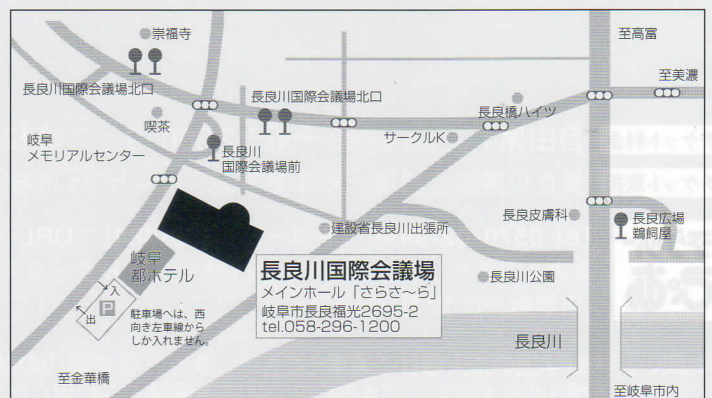 崇福寺
至高富
長良川国際会議場北口
至美濃
長良川国際会議場北口
長良橋ハイツ
喫茶
サークルK
岐阜
メモリアルセンター
長良川
国際会議場前
長良皮膚科
長良広場
鵜飼屋
建設省長良川出張所
岐阜
都ホテル
長良川国際会議場
メインホール「さらさ〜ら」
岐阜市長良福光2695-2
tel.058-296-1200
長良川公園
入
P
出
駐車場へは、西
向き左車線から
しか入れません。
長良川
至金華橋
至岐阜市内